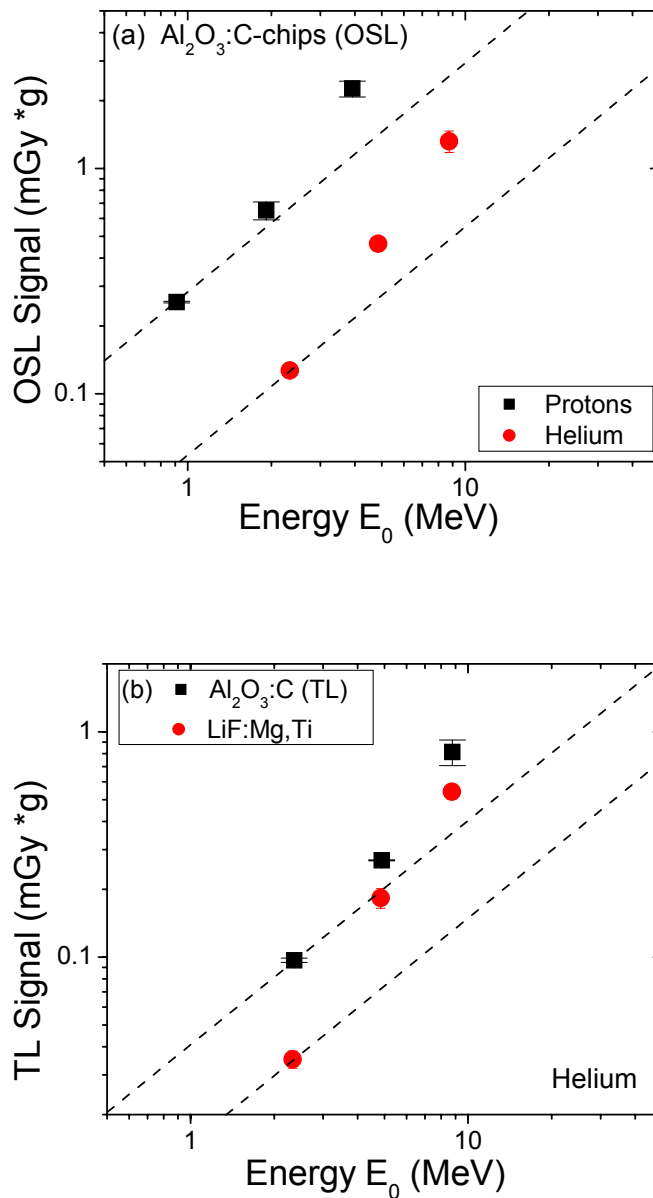 (a) Al₂O₃:C-chips (OSL)
OSL Signal (mGy *g)
1
0.1
Protons
Helium
1
10
Energy E₀ (MeV)
(b) Al₂O₃:C (TL)
LiF:Mg,Ti
TL Signal (mGy *g)
1
0.1
Helium
1
10
Energy E₀ (MeV)